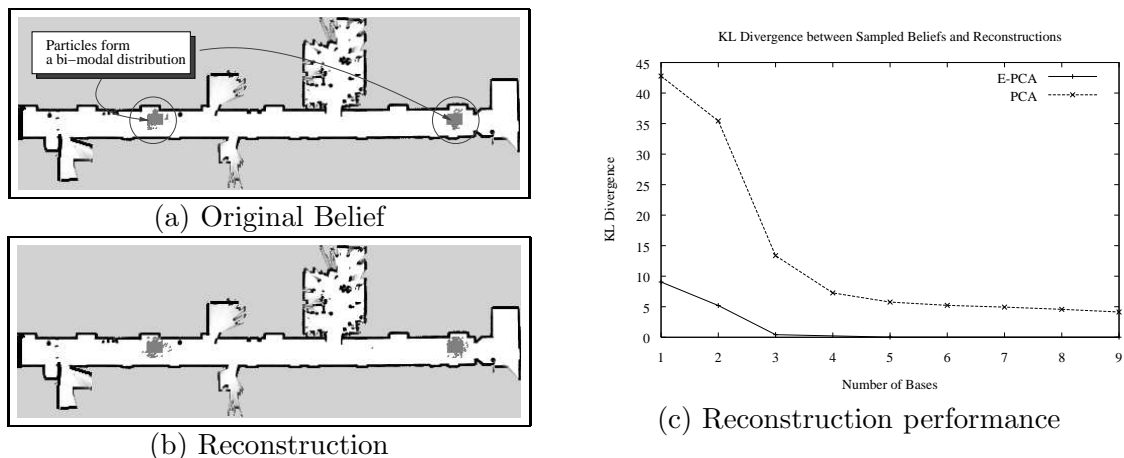 Particles form
a bi-modal distribution
(a) Original Belief
(b) Reconstruction
KL Divergence between Sampled Beliefs and Reconstructions
E-PCA
PCA
KL Divergence
45
40
35
30
25
20
15
10
5
0
1 2 3 4 5 6 7 8 9
Number of Bases
(c) Reconstruction performance